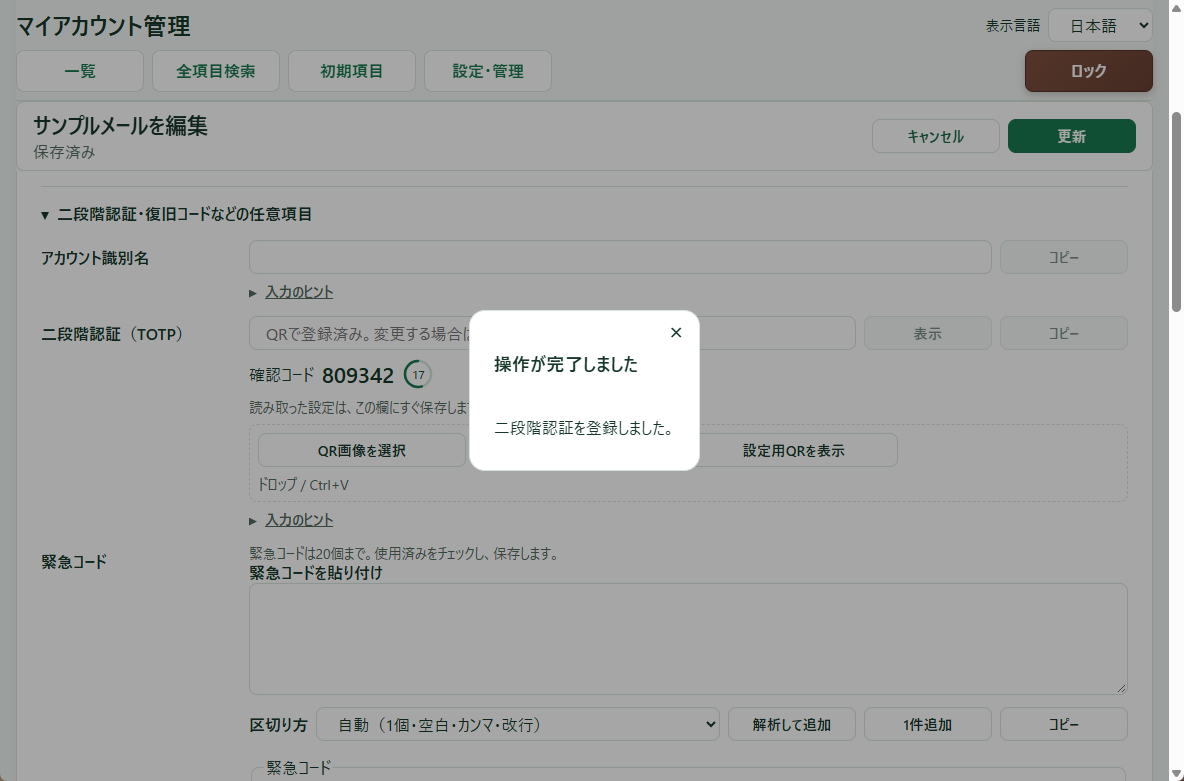 マイアカウント管理
表示言語 日本語
一覧 全項目検索 初期項目 設定・管理 ロック
サンプルメールを編集
保存済み
キャンセル 更新
▼ 二段階認証・復旧コードなどの任意項目
アカウント識別名 コピー
▶ 入力のヒント
二段階認証（TOTP） QRで登録済み。変更する場合は 表示 コピー
確認コード 809342 17
読み取った設定は、この欄にすぐ保存しま
×
操作が完了しました
二段階認証を登録しました。
QR画像を選択 設定用QRを表示
ドロップ / Ctrl+V
▶ 入力のヒント
緊急コード
緊急コードは20個まで。使用済みをチェックし、保存します。
緊急コードを貼り付け
区切り方 自動（1個・空白・カンマ・改行） 解析して追加 1件追加 コピー
緊急コード